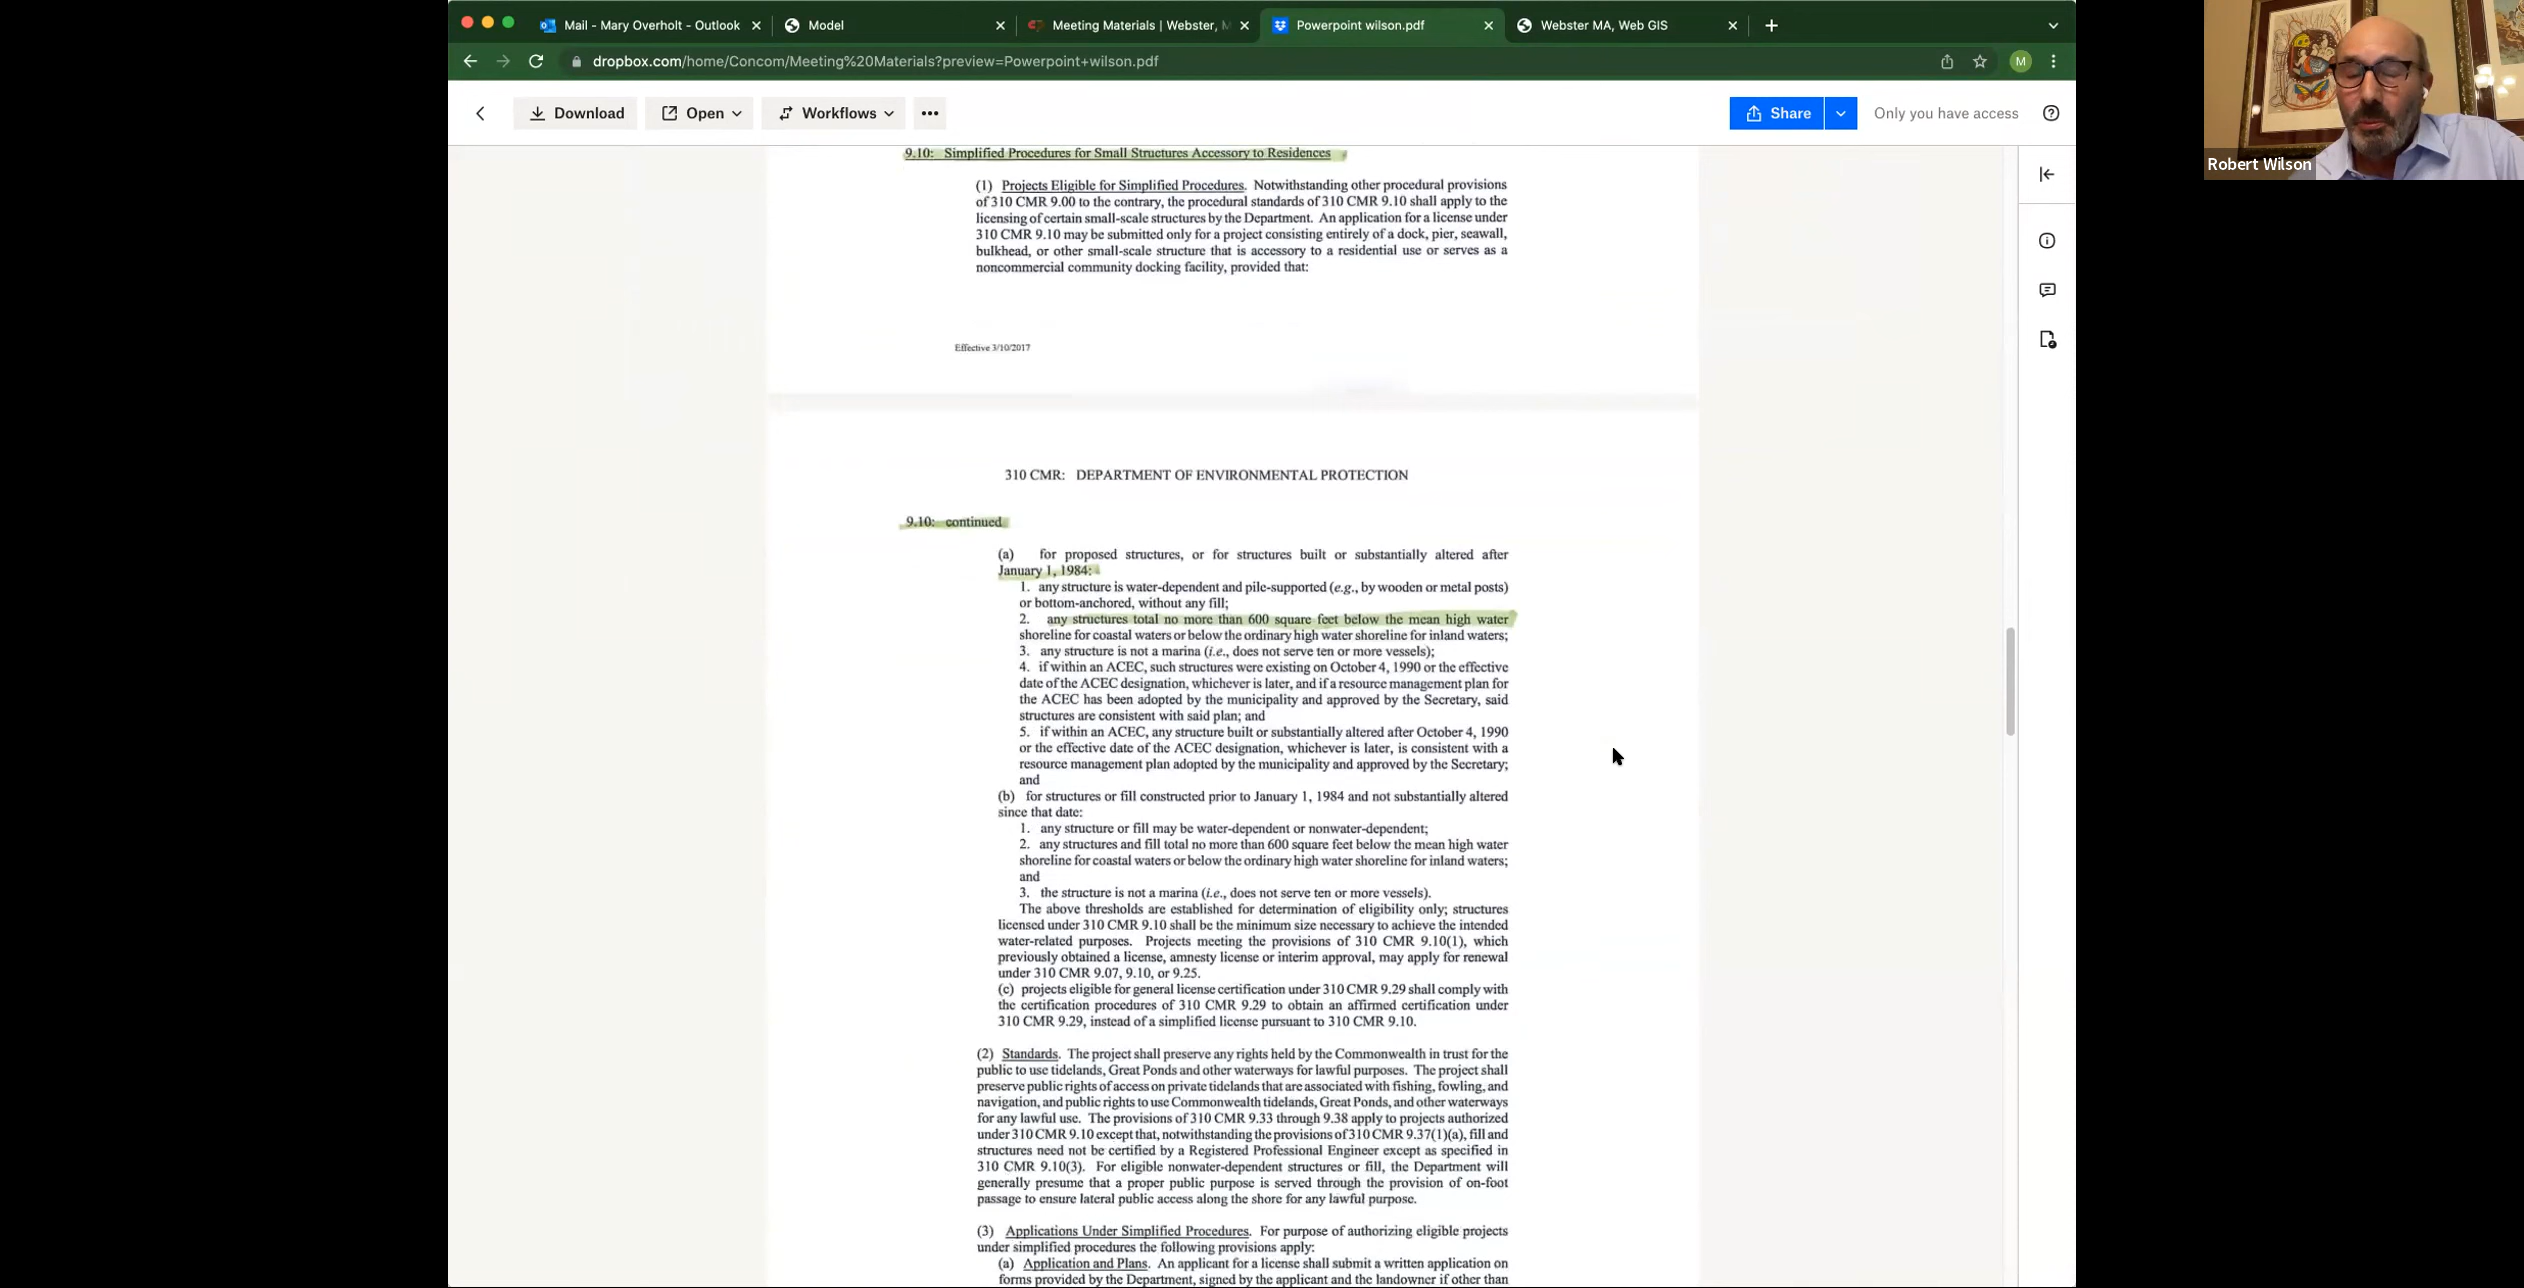 Mail - Mary Overholt - Outlook
Model
Meeting Materials | Webster, M
Powerpoint wilson.pdf
Webster MA, Web GIS
dropbox.com/home/Concom/Meeting%20Materials?preview=Powerpoint+wilson.pdf
M
Download
Open
Workflows
Share
Only you have access
Robert Wilson
9.10: Simplified Procedures for Small Structures Accessory to Residences
(1) Projects Eligible for Simplified Procedures. Notwithstanding other procedural provisions
of 310 CMR 9.00 to the contrary, the procedural standards of 310 CMR 9.10 shall apply to the
licensing of certain small-scale structures by the Department. An application for a license under
310 CMR 9.10 may be submitted only for a project consisting entirely of a dock, pier, seawall,
bulkhead, or other small-scale structure that is accessory to a residential use or serves as a
noncommercial community docking facility, provided that:
Effective 3/10/2017
310 CMR: DEPARTMENT OF ENVIRONMENTAL PROTECTION
9.10: continued
(a) for proposed structures, or for structures built or substantially altered after
January 1, 1984:
1. any structure is water-dependent and pile-supported (e.g., by wooden or metal posts)
or bottom-anchored, without any fill;
2. any structures total no more than 600 square feet below the mean high water
shoreline for coastal waters or below the ordinary high water shoreline for inland waters;
3. any structure is not a marina (i.e., does not serve ten or more vessels);
4. if within an ACEC, such structures were existing on October 4, 1990 or the effective
date of the ACEC designation, whichever is later, and if a resource management plan for
the ACEC has been adopted by the municipality and approved by the Secretary, said
structures are consistent with said plan; and
5. if within an ACEC, any structure built or substantially altered after October 4, 1990
or the effective date of the ACEC designation, whichever is later, is consistent with a
resource management plan adopted by the municipality and approved by the Secretary;
and
(b) for structures or fill constructed prior to January 1, 1984 and not substantially altered
since that date:
1. any structure or fill may be water-dependent or nonwater-dependent;
2. any structures and fill total no more than 600 square feet below the mean high water
shoreline for coastal waters or below the ordinary high water shoreline for inland waters;
and
3. the structure is not a marina (i.e., does not serve ten or more vessels).
The above thresholds are established for determination of eligibility only; structures
licensed under 310 CMR 9.10 shall be the minimum size necessary to achieve the intended
water-related purposes. Projects meeting the provisions of 310 CMR 9.10(1), which
previously obtained a license, amnesty license or interim approval, may apply for renewal
under 310 CMR 9.07, 9.10, or 9.25.
(c) projects eligible for general license certification under 310 CMR 9.29 shall comply with
the certification procedures of 310 CMR 9.29 to obtain an affirmed certification under
310 CMR 9.29, instead of a simplified license pursuant to 310 CMR 9.10.
(2) Standards. The project shall preserve any rights held by the Commonwealth in trust for the
public to use tidelands, Great Ponds and other waterways for lawful purposes. The project shall
preserve public rights of access on private tidelands that are associated with fishing, fowling, and
navigation, and public rights to use Commonwealth tidelands, Great Ponds, and other waterways
for any lawful use. The provisions of 310 CMR 9.33 through 9.38 apply to projects authorized
under 310 CMR 9.10 except that, notwithstanding the provisions of 310 CMR 9.37(1)(a), fill and
structures need not be certified by a Registered Professional Engineer except as specified in
310 CMR 9.10(3). For eligible nonwater-dependent structures or fill, the Department will
generally presume that a proper public purpose is served through the provision of on-foot
passage to ensure lateral public access along the shore for any lawful purpose.
(3) Applications Under Simplified Procedures. For purpose of authorizing eligible projects
under simplified procedures the following provisions apply:
(a) Application and Plans. An applicant for a license shall submit a written application on
forms provided by the Department, signed by the applicant and the landowner if other than